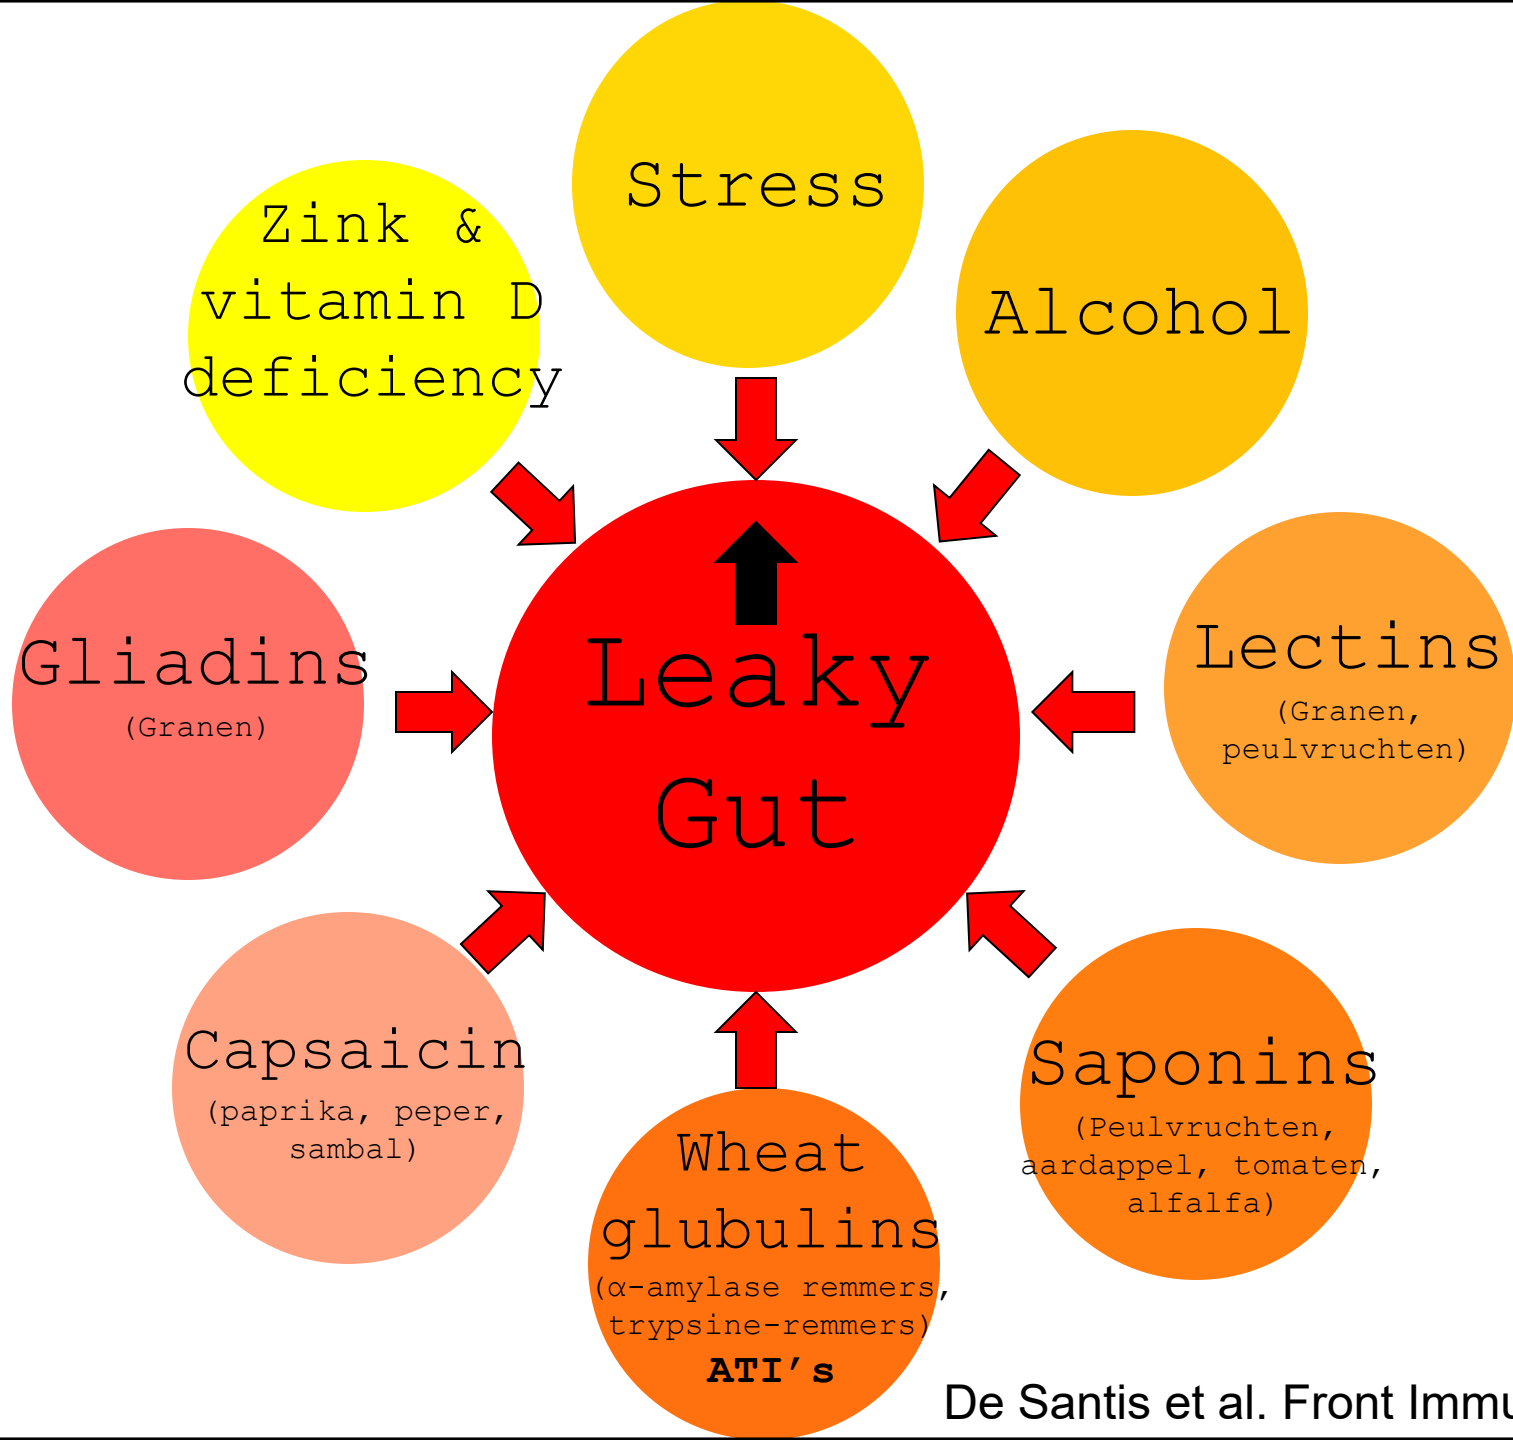 Stress
Zink &
vitamin D
deficiency
Alcohol
Gliadins
(Granen)
Leaky
Gut
Lectins
(Granen,
peulvruchten)
Capsaicin
(paprika, peper,
sambal)
Wheat
glubulins
(α-amylase remmers,
trypsine-remmers)
ATI's
Saponins
(Peulvruchten,
aardappel, tomaten,
alfalfa)
De Santis et al. Front Immu